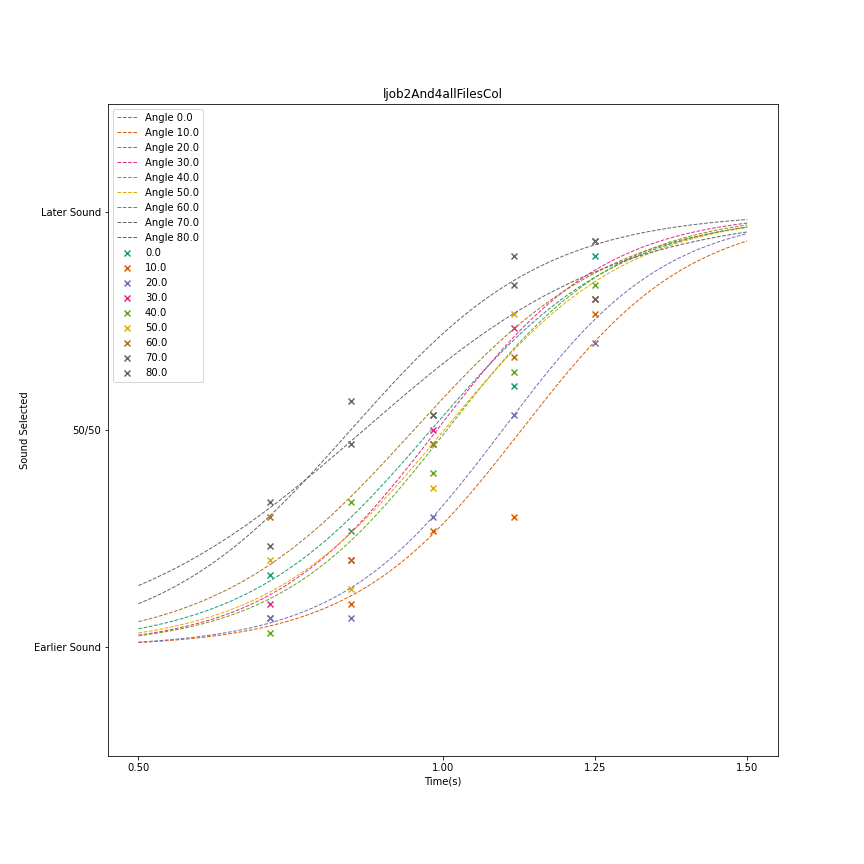 ljob2And4allFilesCol
Angle 0.0
Angle 10.0
Angle 20.0
Angle 30.0
Angle 40.0
Angle 50.0
Angle 60.0
Angle 70.0
Angle 80.0
0.0
10.0
20.0
30.0
40.0
50.0
60.0
70.0
80.0
Later Sound
50/50
Earlier Sound
Sound Selected
0.50
1.00
1.25
1.50
Time(s)